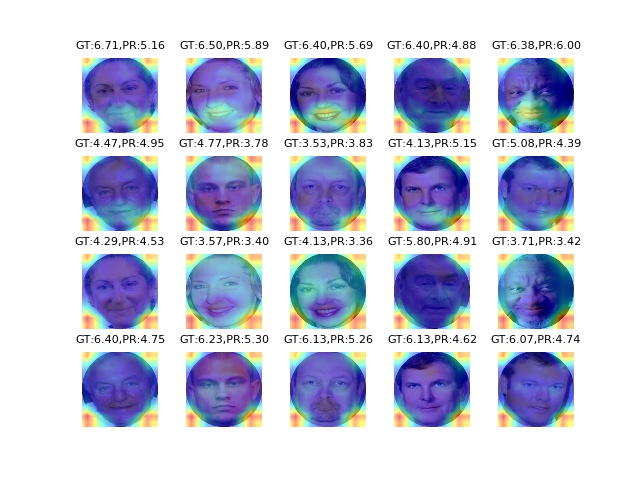 GT:6.71,PR:5.16 GT:6.50,PR:5.89 GT:6.40,PR:5.69 GT:6.40,PR:4.88 GT:6.38,PR:6.00
GT:4.47,PR:4.95 GT:4.77,PR:3.78 GT:3.53,PR:3.83 GT:4.13,PR:5.15 GT:5.08,PR:4.39
GT:4.29,PR:4.53 GT:3.57,PR:3.40 GT:4.13,PR:3.36 GT:5.80,PR:4.91 GT:3.71,PR:3.42
GT:6.40,PR:4.75 GT:6.23,PR:5.30 GT:6.13,PR:5.26 GT:6.13,PR:4.62 GT:6.07,PR:4.74